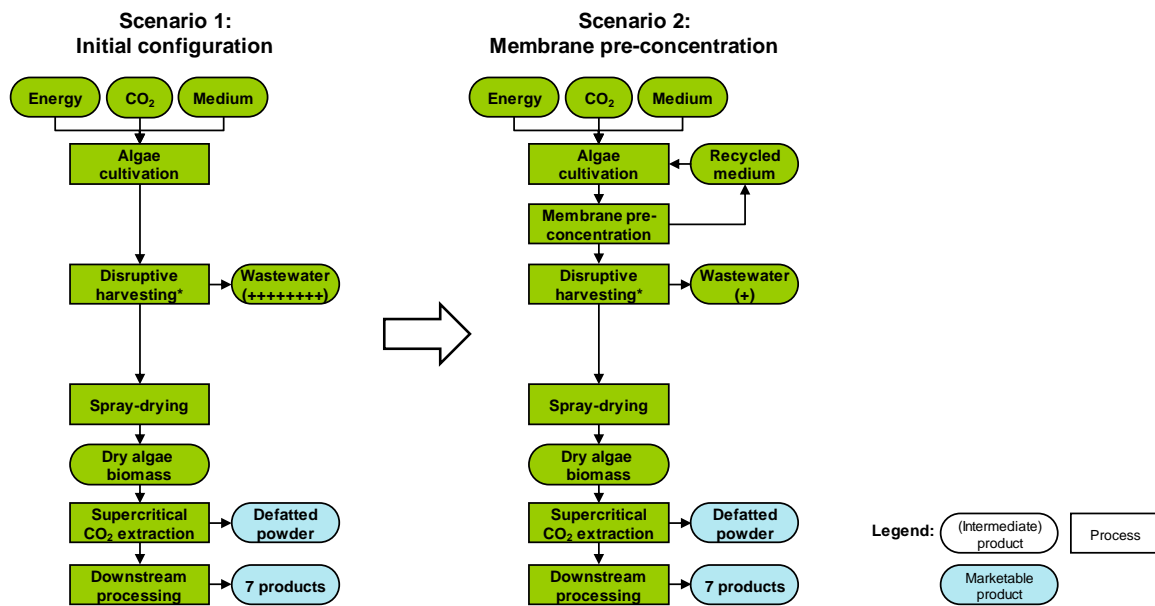 Scenario 1:
Initial configuration
Energy
CO₂
Medium
Algae
cultivation
Disruptive
harvesting*
Wastewater
(++++++++)
Spray-drying
Dry algae
biomass
Supercritical
CO₂ extraction
Defatted
powder
Downstream
processing
7 products
Scenario 2:
Membrane pre-concentration
Energy
CO₂
Medium
Algae
cultivation
Recycled
medium
Membrane pre-
concentration
Disruptive
harvesting*
Wastewater
(+)
Spray-drying
Dry algae
biomass
Supercritical
CO₂ extraction
Defatted
powder
Downstream
processing
7 products
Legend:
(Intermediate)
product
Process
Marketable
product